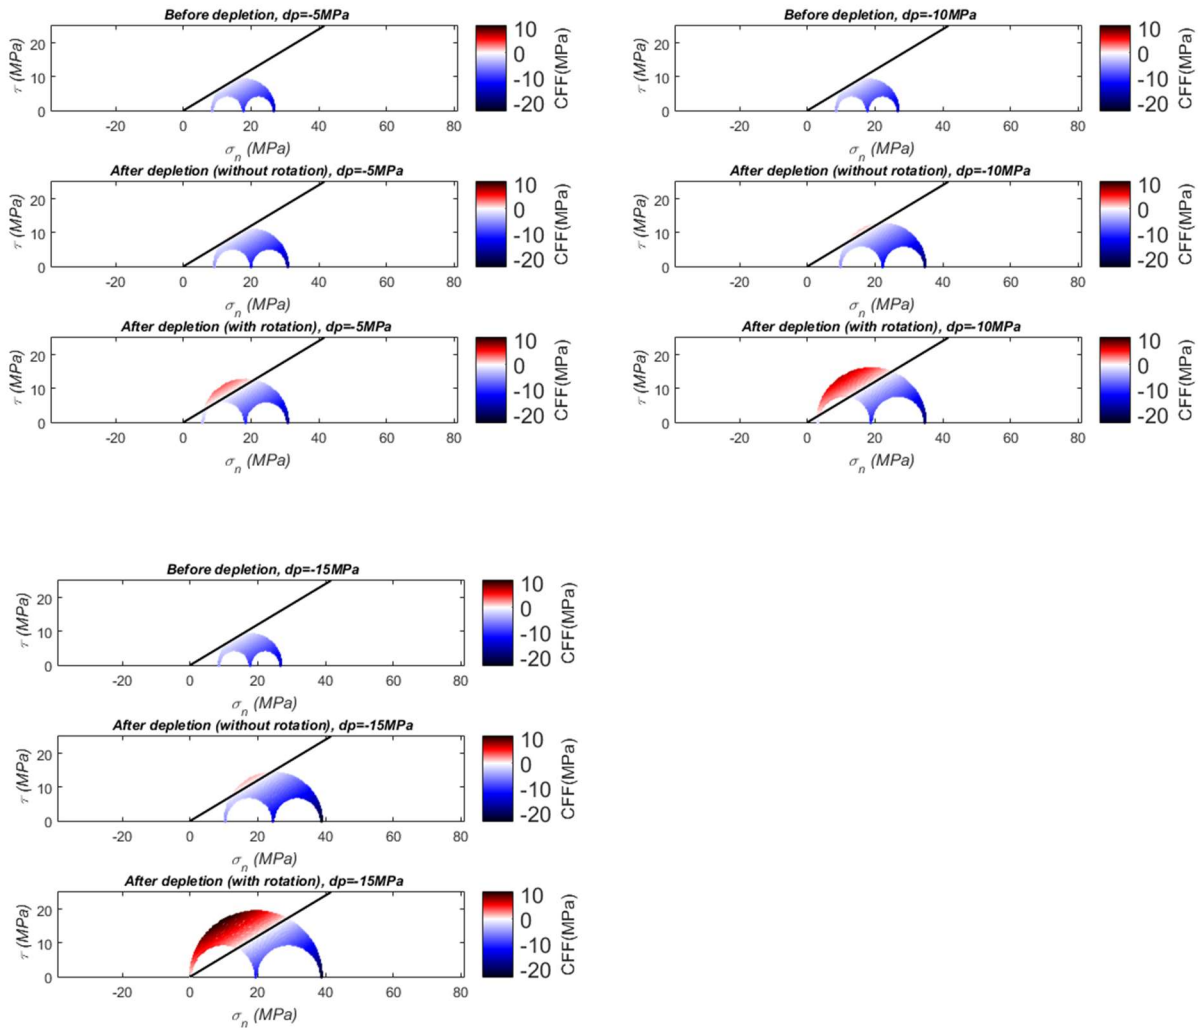 Before depletion, dp=-5MPa
τ (MPa)
20
10
0
-20 0 20 40 60 80
σn (MPa)
10
0
-10
-20
CFF(MPa)
After depletion (without rotation), dp=-5MPa
τ (MPa)
20
10
0
-20 0 20 40 60 80
σn (MPa)
10
0
-10
-20
CFF(MPa)
After depletion (with rotation), dp=-5MPa
τ (MPa)
20
10
0
-20 0 20 40 60 80
σn (MPa)
10
0
-10
-20
CFF(MPa)
Before depletion, dp=-10MPa
τ (MPa)
20
10
0
-20 0 20 40 60 80
σn (MPa)
10
0
-10
-20
CFF(MPa)
After depletion (without rotation), dp=-10MPa
τ (MPa)
20
10
0
-20 0 20 40 60 80
σn (MPa)
10
0
-10
-20
CFF(MPa)
After depletion (with rotation), dp=-10MPa
τ (MPa)
20
10
0
-20 0 20 40 60 80
σn (MPa)
10
0
-10
-20
CFF(MPa)
Before depletion, dp=-15MPa
τ (MPa)
20
10
0
-20 0 20 40 60 80
σn (MPa)
10
0
-10
-20
CFF(MPa)
After depletion (without rotation), dp=-15MPa
τ (MPa)
20
10
0
-20 0 20 40 60 80
σn (MPa)
10
0
-10
-20
CFF(MPa)
After depletion (with rotation), dp=-15MPa
τ (MPa)
20
10
0
-20 0 20 40 60 80
σn (MPa)
10
0
-10
-20
CFF(MPa)